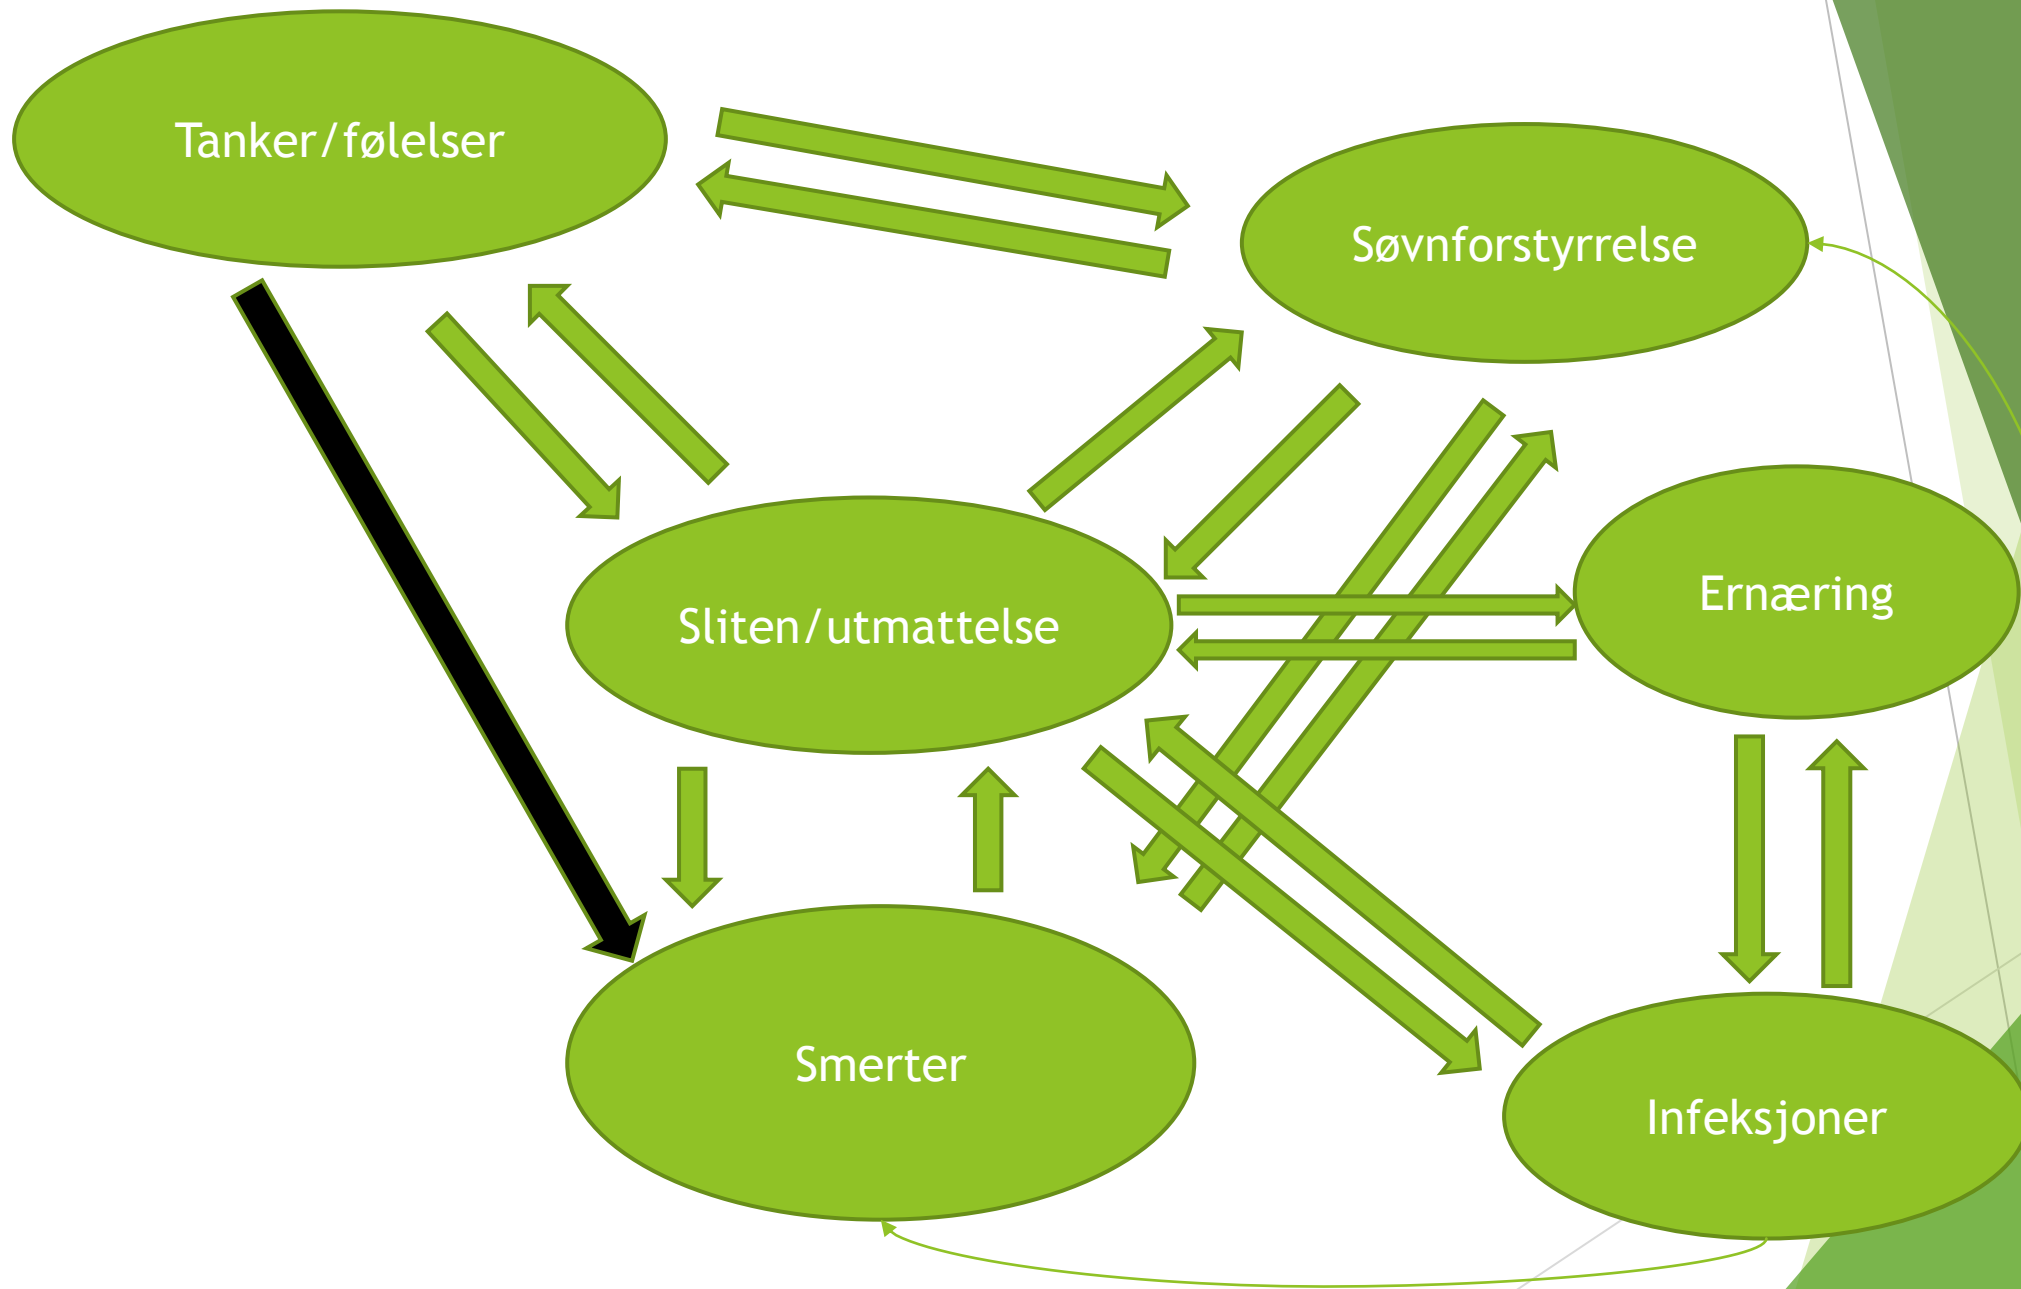 Tanker/følelser
Søvnforstyrrelse
Ernæring
Sliten/utmattelse
Smerter
Infeksjoner